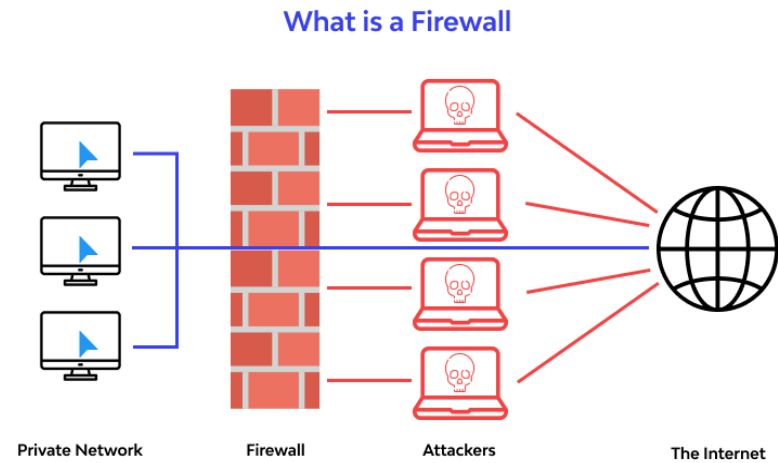 What is a Firewall
Private Network
Firewall
Attackers
The Internet